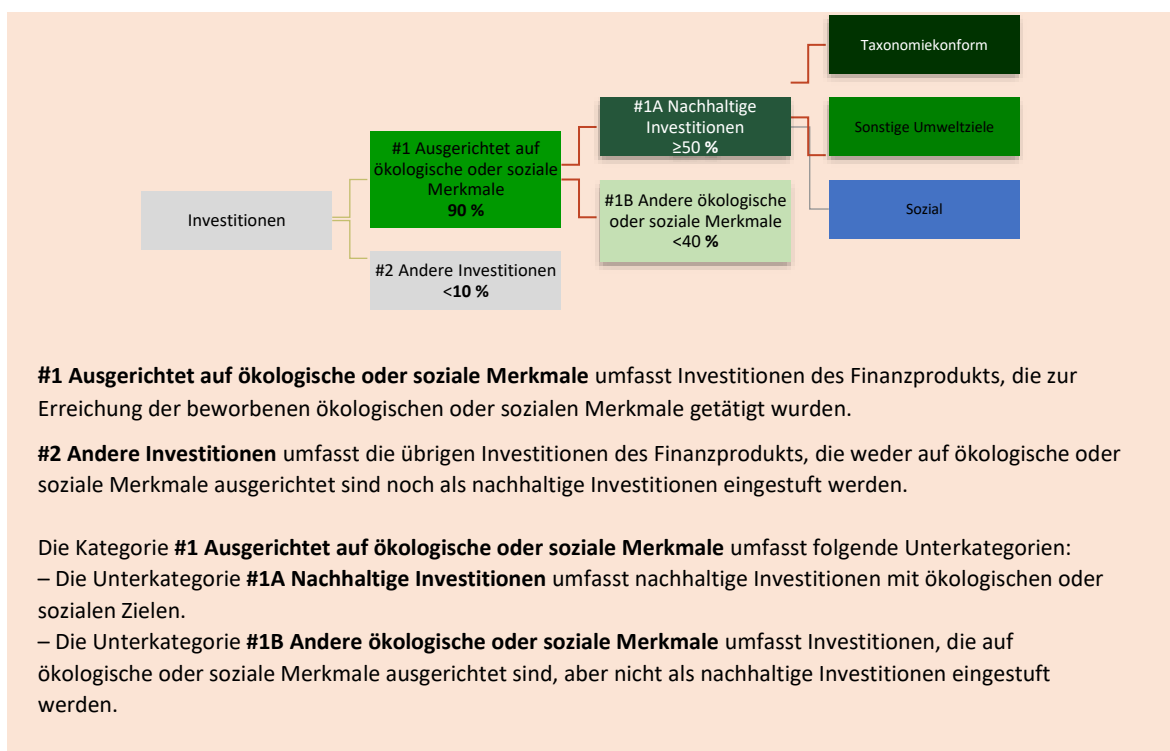 Taxonomiekonform
#1A Nachhaltige
Investitionen
≥50 %
Sonstige Umweltziele
#1 Ausgerichtet auf
ökologische oder soziale
Merkmale
90 %
#1B Andere ökologische
oder soziale Merkmale
<40 %
Sozial
Investitionen
#2 Andere Investitionen
<10 %
#1 Ausgerichtet auf ökologische oder soziale Merkmale umfasst Investitionen des Finanzprodukts, die zur
Erreichung der beworbenen ökologischen oder sozialen Merkmale getätigt wurden.
#2 Andere Investitionen umfasst die übrigen Investitionen des Finanzprodukts, die weder auf ökologische oder
soziale Merkmale ausgerichtet sind noch als nachhaltige Investitionen eingestuft werden.
Die Kategorie #1 Ausgerichtet auf ökologische oder soziale Merkmale umfasst folgende Unterkategorien:
– Die Unterkategorie #1A Nachhaltige Investitionen umfasst nachhaltige Investitionen mit ökologischen oder
sozialen Zielen.
– Die Unterkategorie #1B Andere ökologische oder soziale Merkmale umfasst Investitionen, die auf
ökologische oder soziale Merkmale ausgerichtet sind, aber nicht als nachhaltige Investitionen eingestuft
werden.